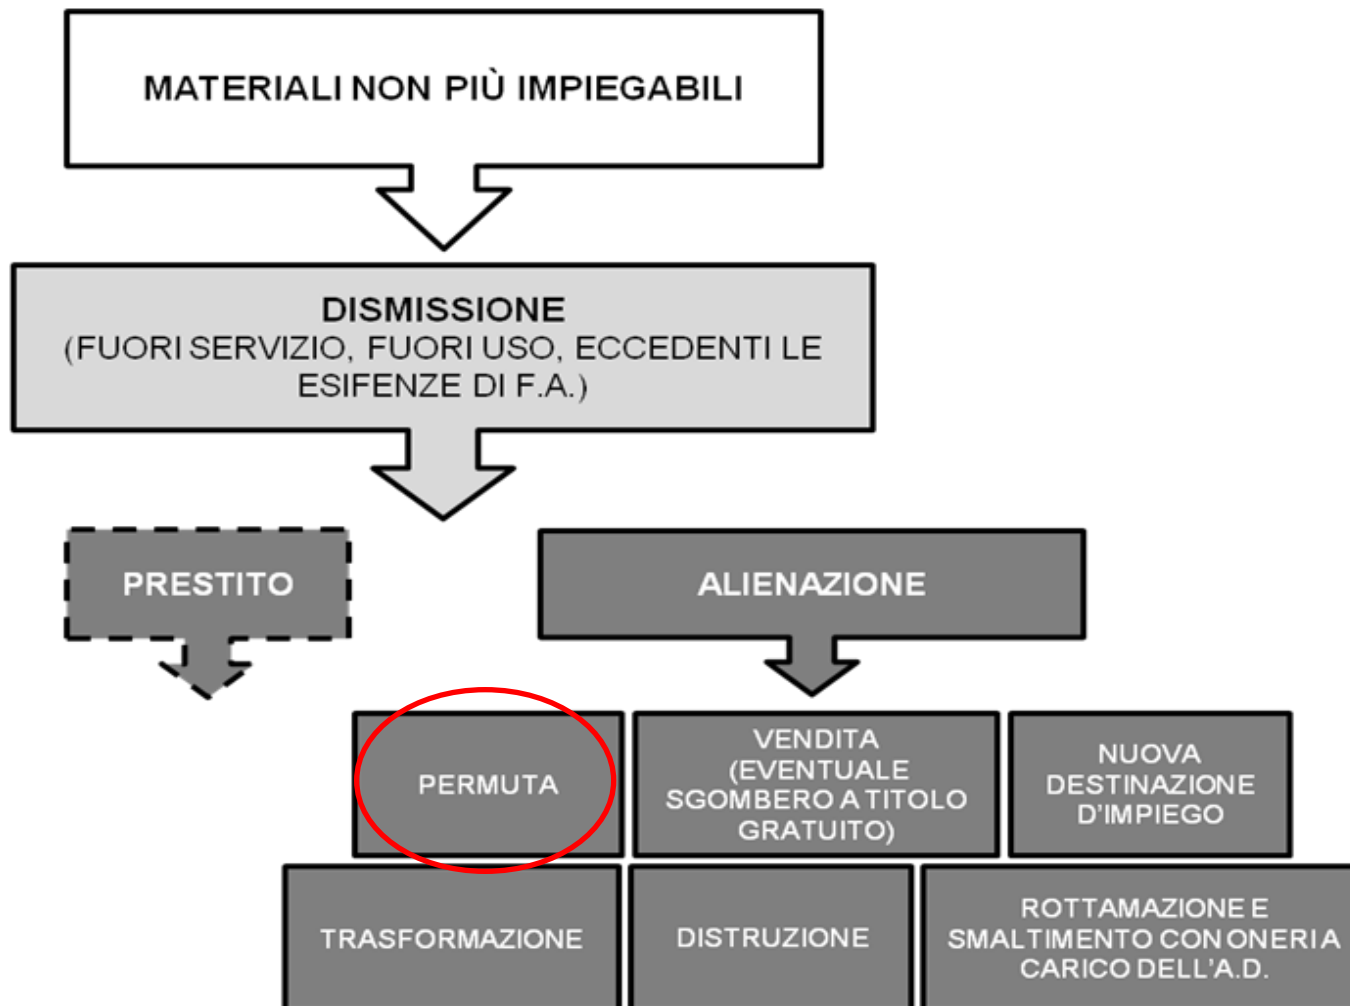 MATERIALI NON PIÙ IMPIEGABILI
DISMISSIONE
(FUORI SERVIZIO, FUORI USO, ECCEDENTI LE
ESIFENZE DI F.A.)
PRESTITO
ALIENAZIONE
PERMUTA
VENDITA
(EVENTUALE
SGOMBERO A TITOLO
GRATUITO)
NUOVA
DESTINAZIONE
D'IMPIEGO
TRASFORMAZIONE
DISTRUZIONE
ROTTAMAZIONE E
SMALTIMENTO CON ONERI A
CARICO DELL'A.D.